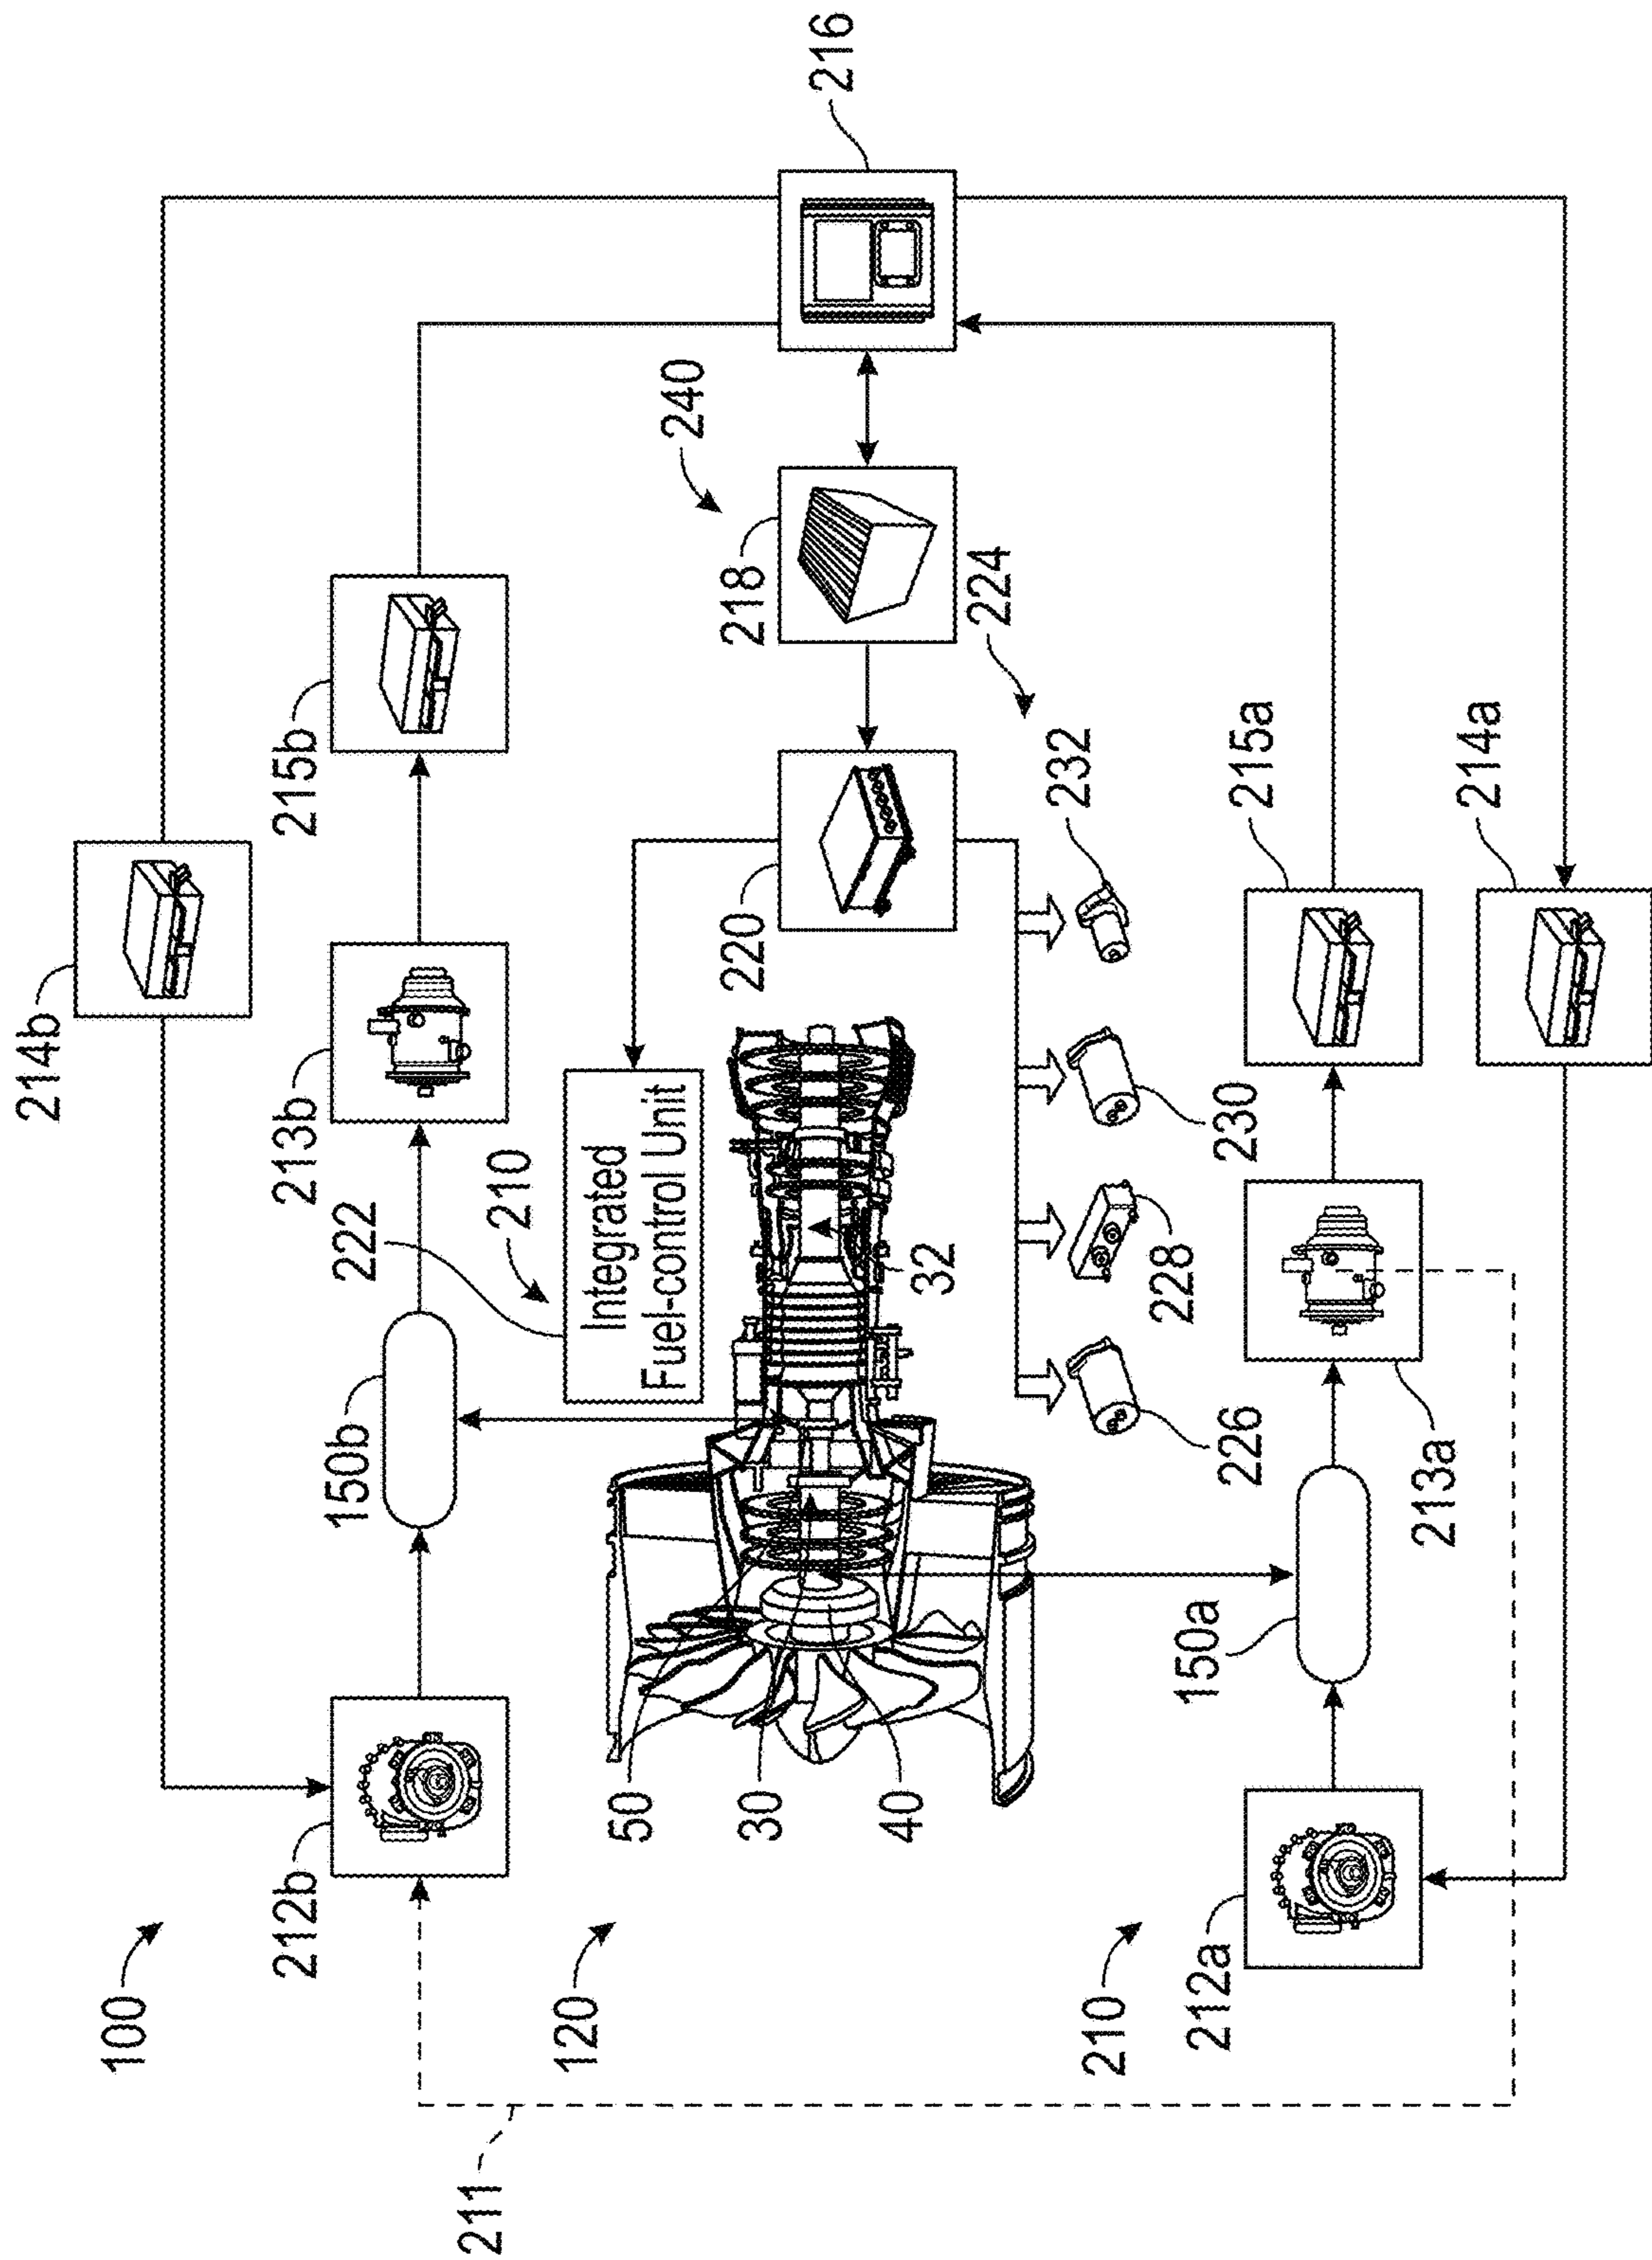 214b
100
212b
213b
215b
150b
222
211
210
120
Integrated
Fuel-control Unit
50
240
218
30
216
220
40
32
224
232
210
150a
228
230
212a
226
215a
213a
214a